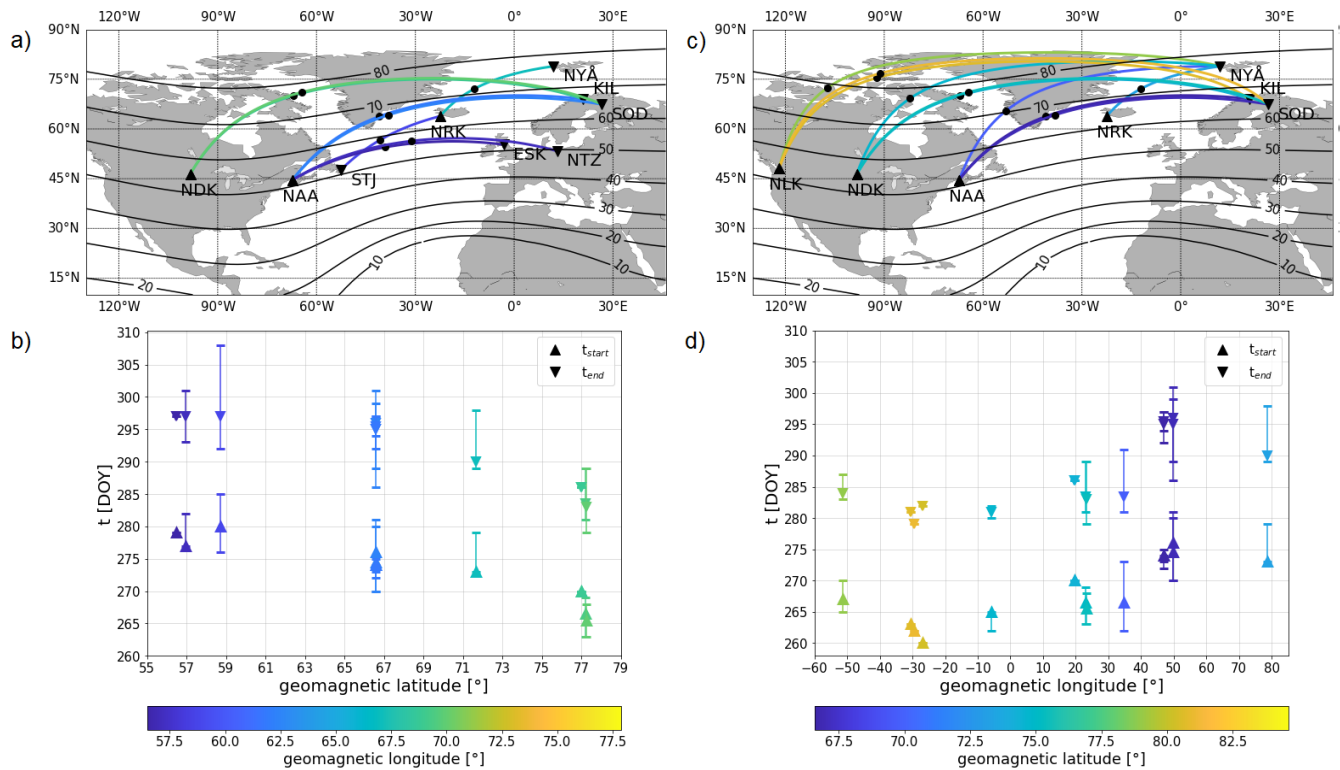 a)
120°W 90°W 60°W 30°W 0° 30°E
90°N
75°N
60°N
45°N
30°N
15°N
80
70
60
50
40
30
20
10
10
20
NYÅ
KIL
SOD
NRK
ESK
NTZ
STJ
NDK
NAA
120°W 90°W 60°W 30°W 0° 30°E
c)
120°W 90°W 60°W 30°W 0° 30°E
90°N
75°N
60°N
45°N
30°N
15°N
80
70
60
50
40
30
20
10
10
20
NYÅ
KIL
SOD
NRK
NLK
NDK
NAA
120°W 90°W 60°W 30°W 0° 30°E
b)
t [DOY]
310
305
300
295
290
285
280
275
270
265
260
t_start
t_end
55 57 59 61 63 65 67 69 71 73 75 77 79
geomagnetic latitude [°]
57.5 60.0 62.5 65.0 67.5 70.0 72.5 75.0 77.5
geomagnetic longitude [°]
d)
t [DOY]
310
305
300
295
290
285
280
275
270
265
260
t_start
t_end
−60 −50 −40 −30 −20 −10 0 10 20 30 40 50 60 70 80
geomagnetic longitude [°]
67.5 70.0 72.5 75.0 77.5 80.0 82.5
geomagnetic latitude [°]